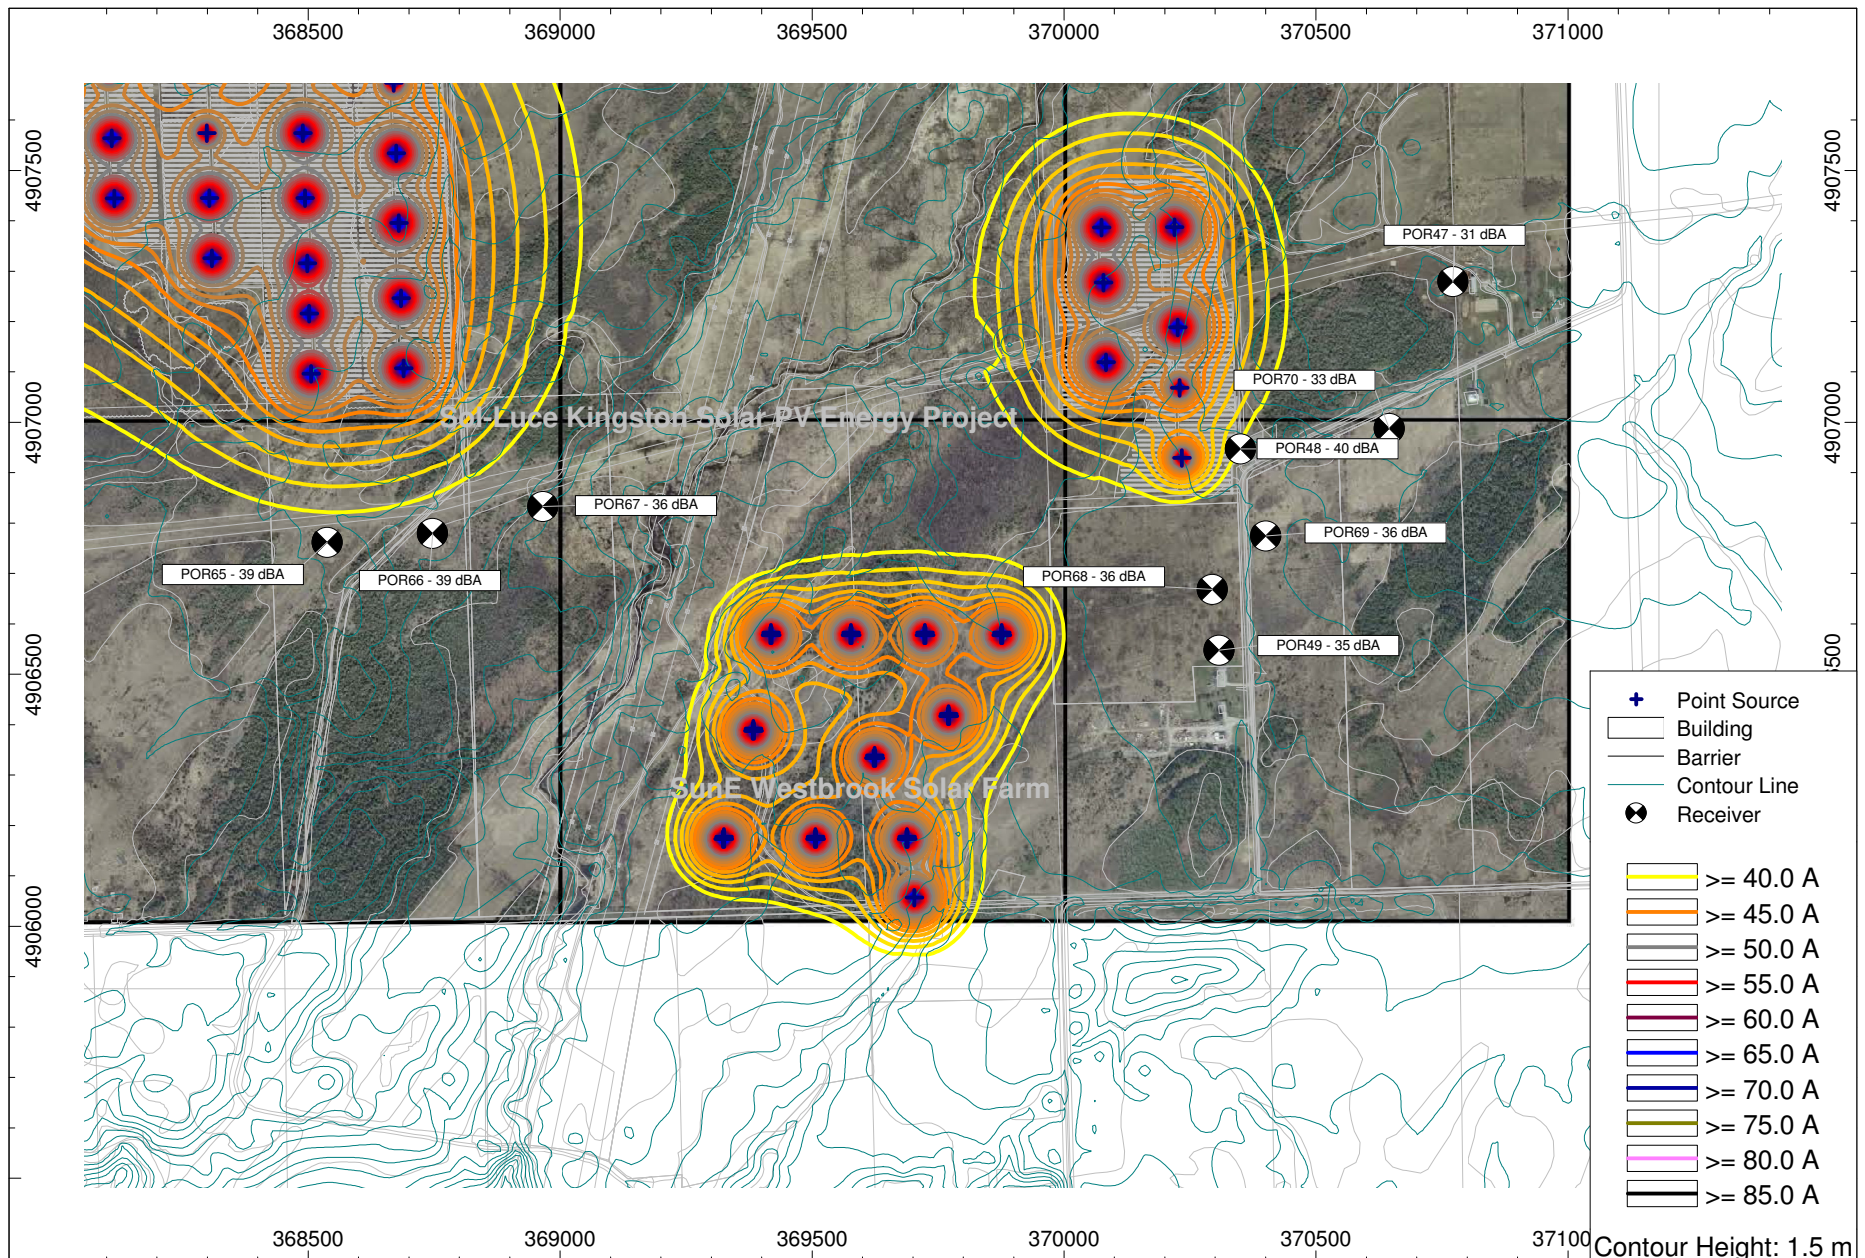 368500 369000 369500 370000 370500 371000
4907500 4907500
POR47 - 31 dBA
POR70 - 33 dBA
4907000 4907000
Sol-Luce Kingston Solar PV Energy Project
POR48 - 40 dBA
POR67 - 36 dBA
POR69 - 36 dBA
POR65 - 39 dBA
POR66 - 39 dBA
POR68 - 36 dBA
POR49 - 35 dBA
4906500 500
SunE Westbrook Solar Farm
4906000
Point Source
Building
Barrier
Contour Line
Receiver
>= 40.0 A
>= 45.0 A
>= 50.0 A
>= 55.0 A
>= 60.0 A
>= 65.0 A
>= 70.0 A
>= 75.0 A
>= 80.0 A
>= 85.0 A
Contour Height: 1.5 m
368500 369000 369500 370000 370500 37100